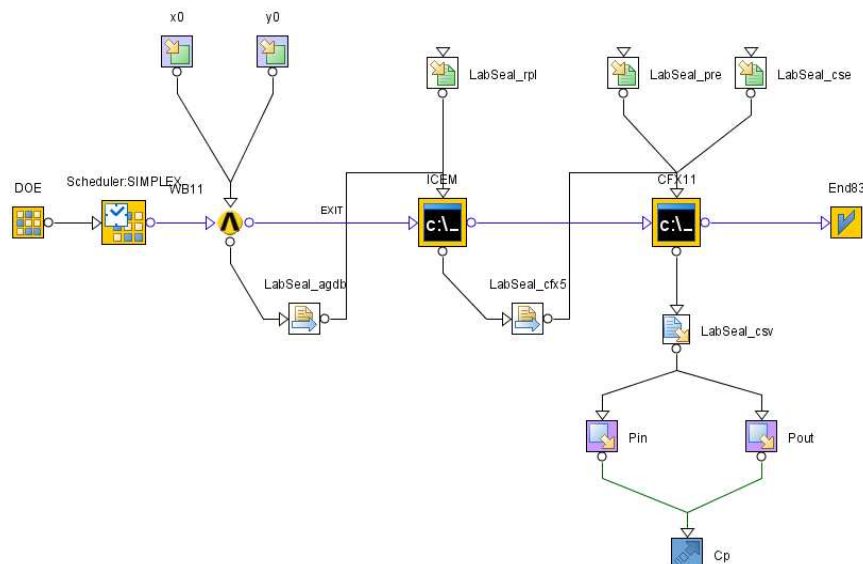 x0
y0
LabSeal_rpl
LabSeal_pre
LabSeal_cse
DOE
Scheduler:SIMPLEX
WB11
ICEM
CFX11
End83
EXIT
c:\_
c:\_
LabSeal_agdb
LabSeal_cfx5
LabSeal_csv
Pin
Pout
Cp